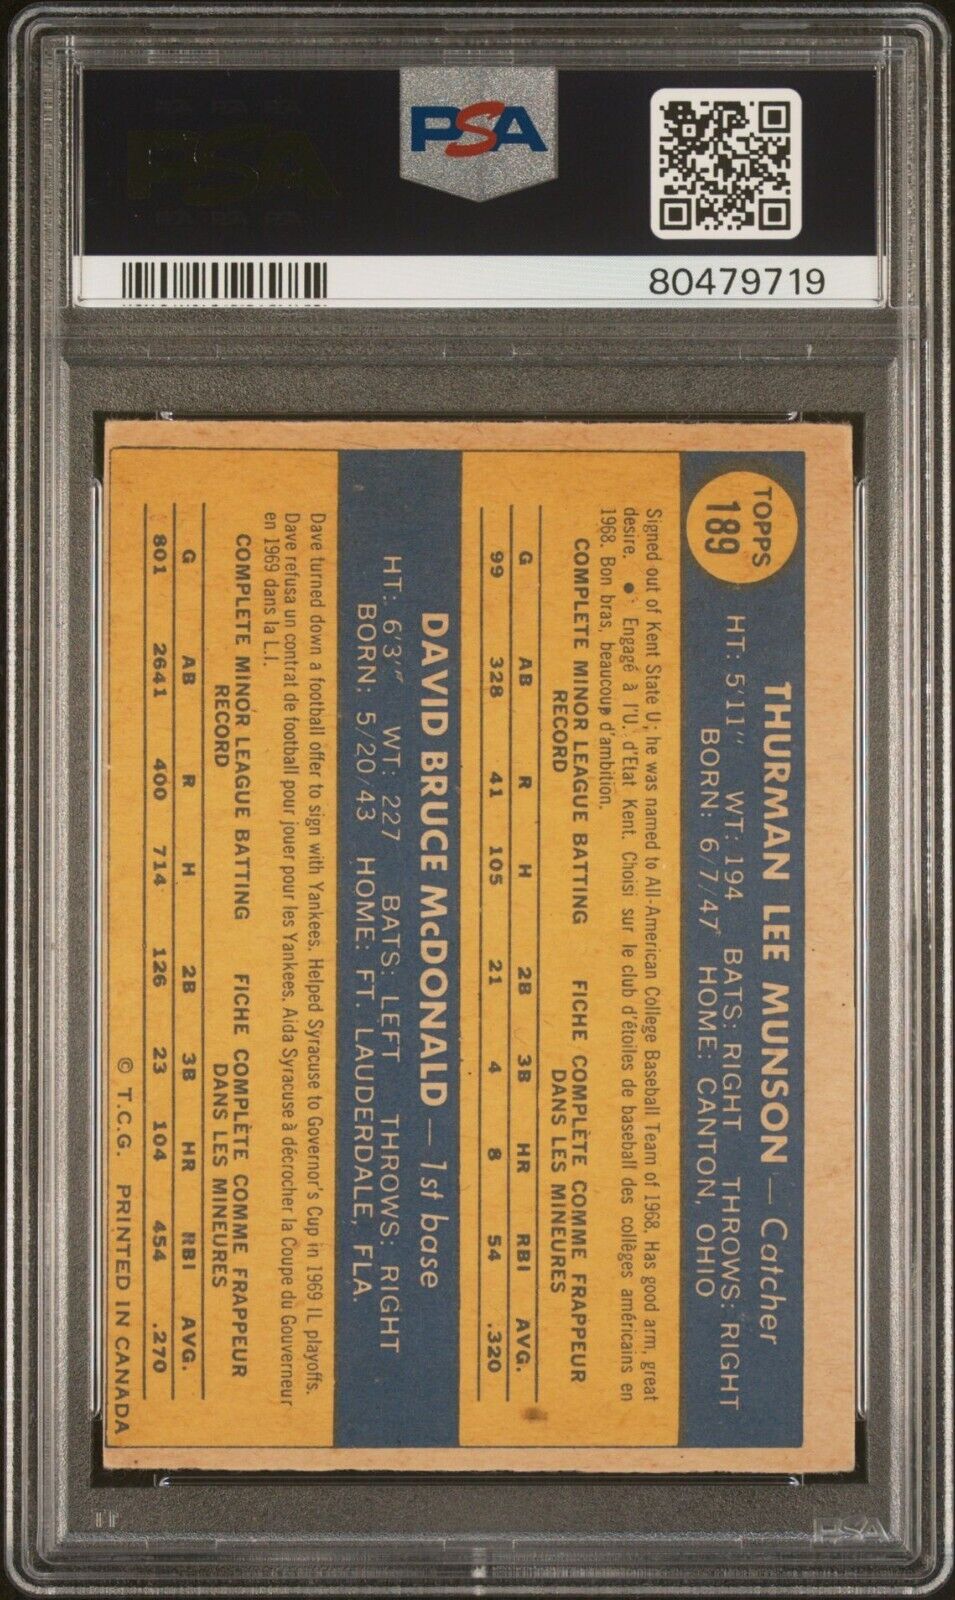 PSA
PSA
80479719
TOPPS
189
THURMAN LEE MUNSON — Catcher
HT: 5'11" WT: 194 BATS: RIGHT THROWS: RIGHT
BORN: 6/7/47 HOME: CANTON, OHIO
Signed out of Kent State U; he was named to All-American College Baseball Team of 1968. Has good arm, great
desire. ● Engagé à l'U. d'Etat Kent. Choisi sur le club d'étoiles de baseball des collèges américains en
1968. Bon bras, beaucoup d'ambition.
COMPLETE MINOR LEAGUE BATTING FICHE COMPLÈTE COMME FRAPPEUR
RECORD DANS LES MINEURES
G AB R H 2B 3B HR RBI AVG.
99 328 41 105 21 4 8 54 .320
DAVID BRUCE McDONALD — 1st base
HT.: 6'3" WT: 227 BATS: LEFT THROWS: RIGHT
BORN: 5/20/43 HOME: FT. LAUDERDALE, FLA.
Dave turned down a football offer to sign with Yankees. Helped Syracuse to Governor's Cup in 1969 IL playoffs.
Dave refusa un contrat de football pour jouer pour les Yankees. Aida Syracuse à décrocher la Coupe du Gouverneur
en 1969 dans la L.I.
COMPLETE MINOR LEAGUE BATTING FICHE COMPLÈTE COMME FRAPPEUR
RECORD DANS LES MINEURES
G AB R H 2B 3B HR RBI AVG.
801 2641 400 714 126 23 104 454 .270
© T.C.G. PRINTED IN CANADA
PSA